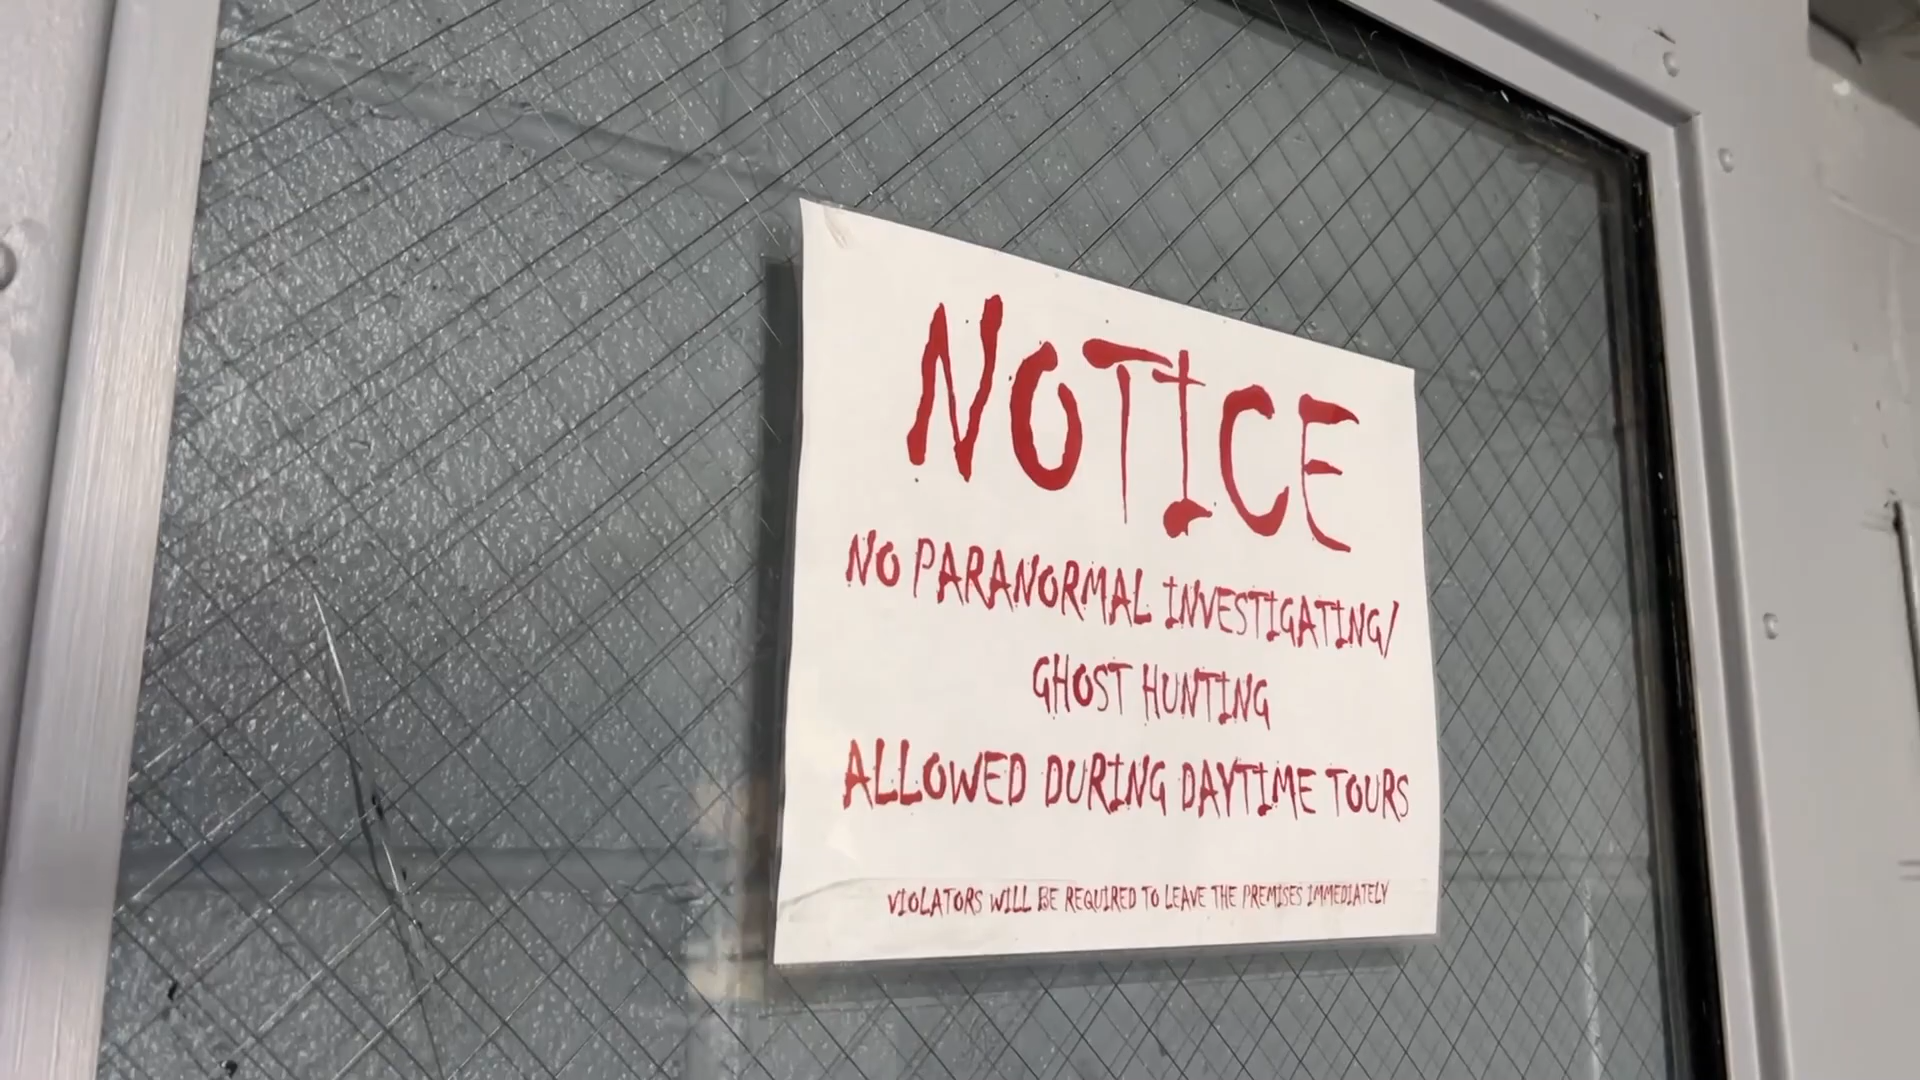 NOTICE
NO PARANORMAL INVESTIGATING/
GHOST HUNTING
ALLOWED DURING DAYTIME TOURS
VIOLATORS WILL BE REQUIRED TO LEAVE THE PREMISES IMMEDIATELY